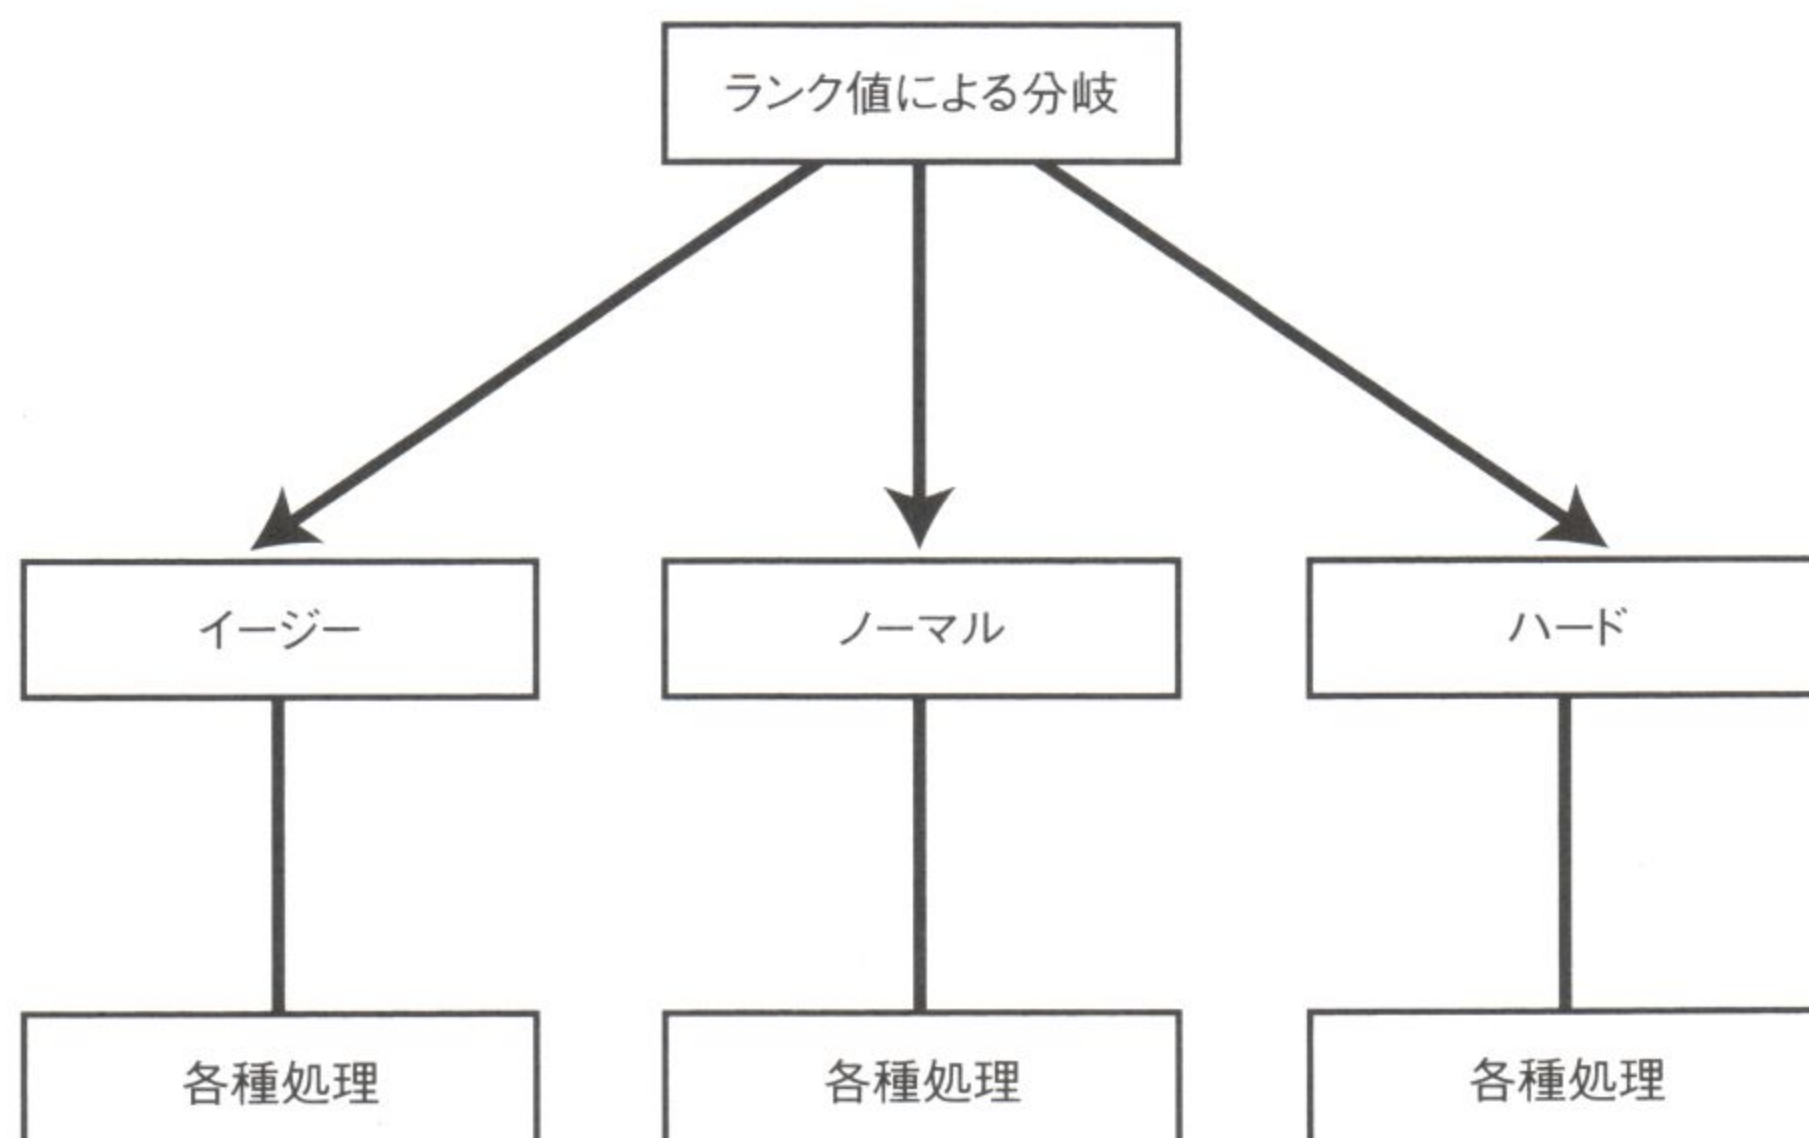 ランク値による分岐
イージー
ノーマル
ハード
各種処理
各種処理
各種処理